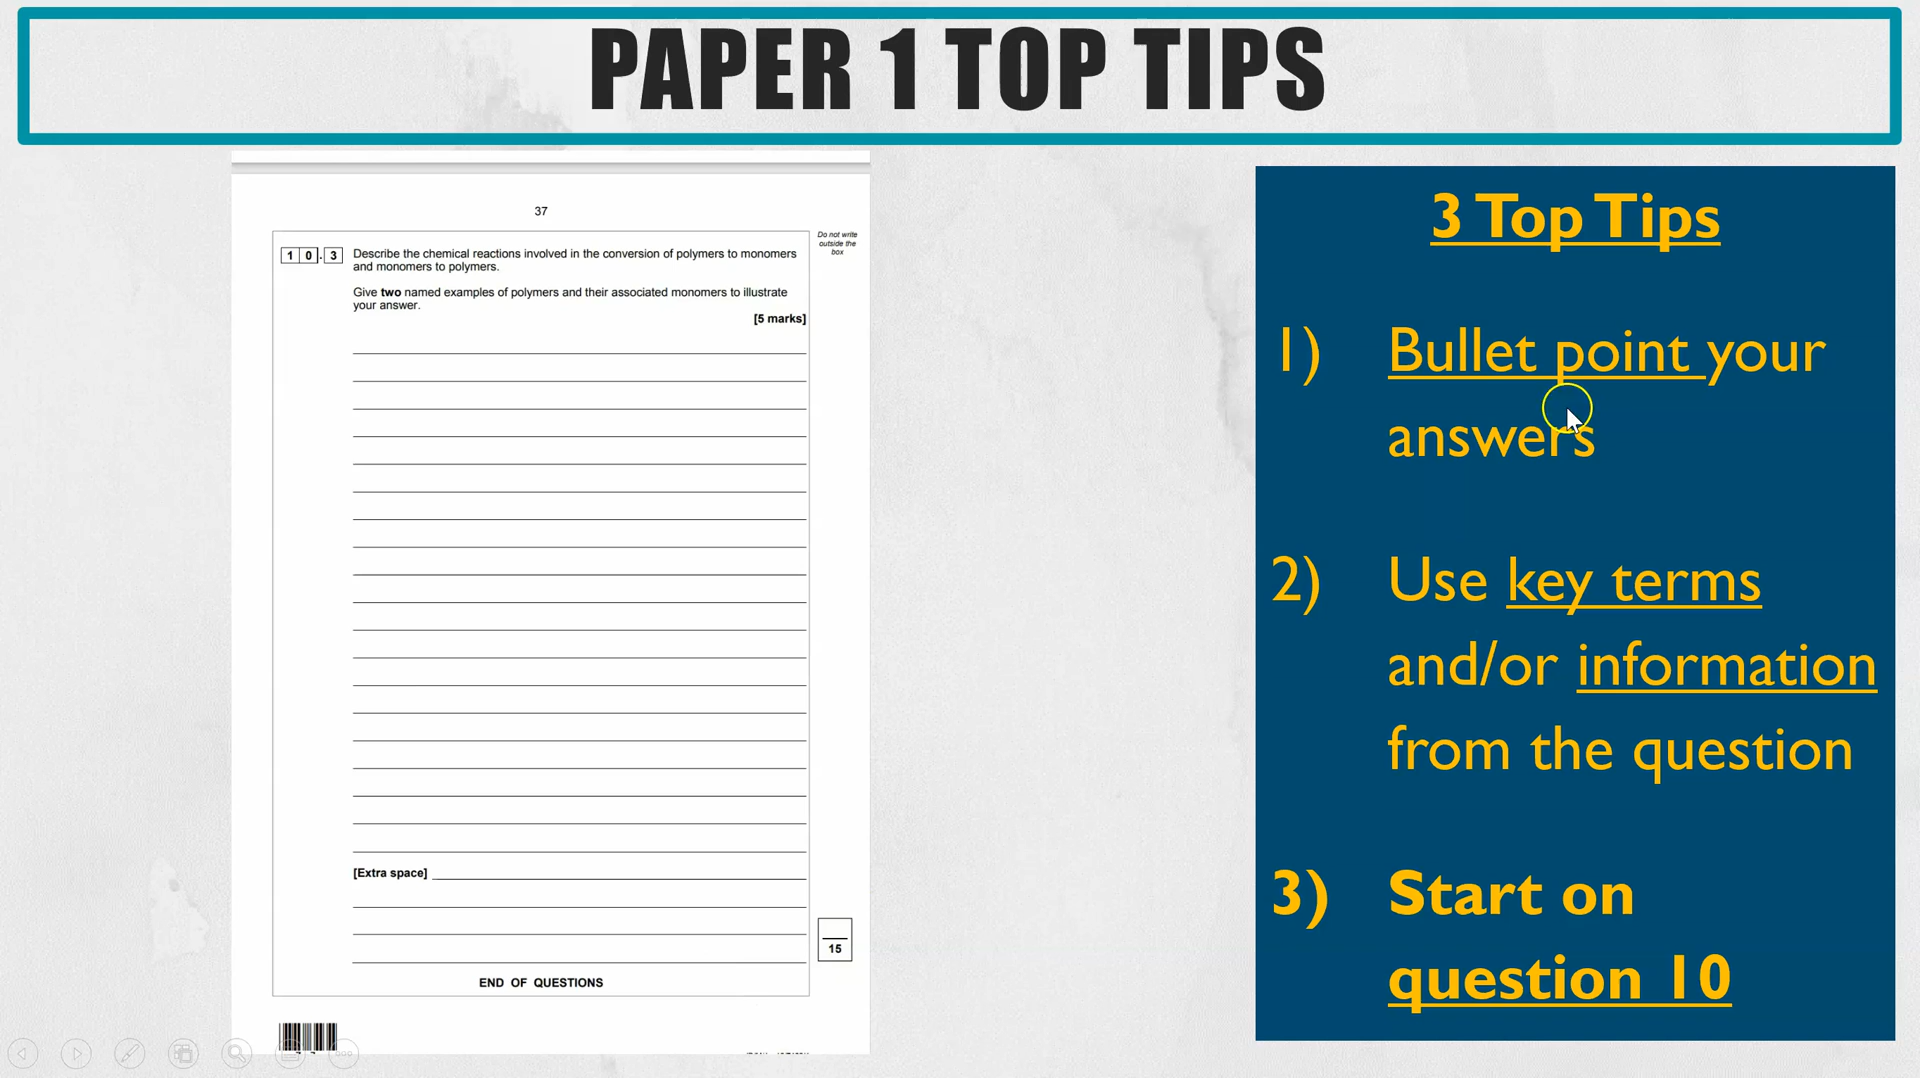 PAPER 1 TOP TIPS
37
Do not write
outside the
box
1 0 . 3 Describe the chemical reactions involved in the conversion of polymers to monomers
and monomers to polymers.
Give two named examples of polymers and their associated monomers to illustrate
your answer.
[5 marks]
[Extra space]
15
END OF QUESTIONS
3 Top Tips
1) Bullet point your
answers
2) Use key terms
and/or information
from the question
3) Start on
question 10